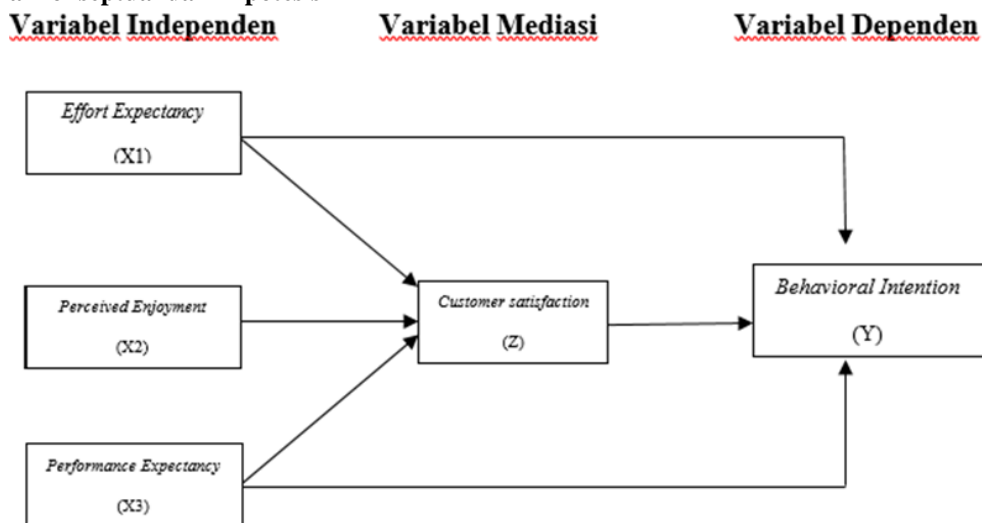 Variabel Independen
Variabel Mediasi
Variabel Dependen
Effort Expectancy
(X1)
Perceived Enjoyment
(X2)
Performance Expectancy
(X3)
Customer satisfaction
(Z)
Behavioral Intention
(Y)